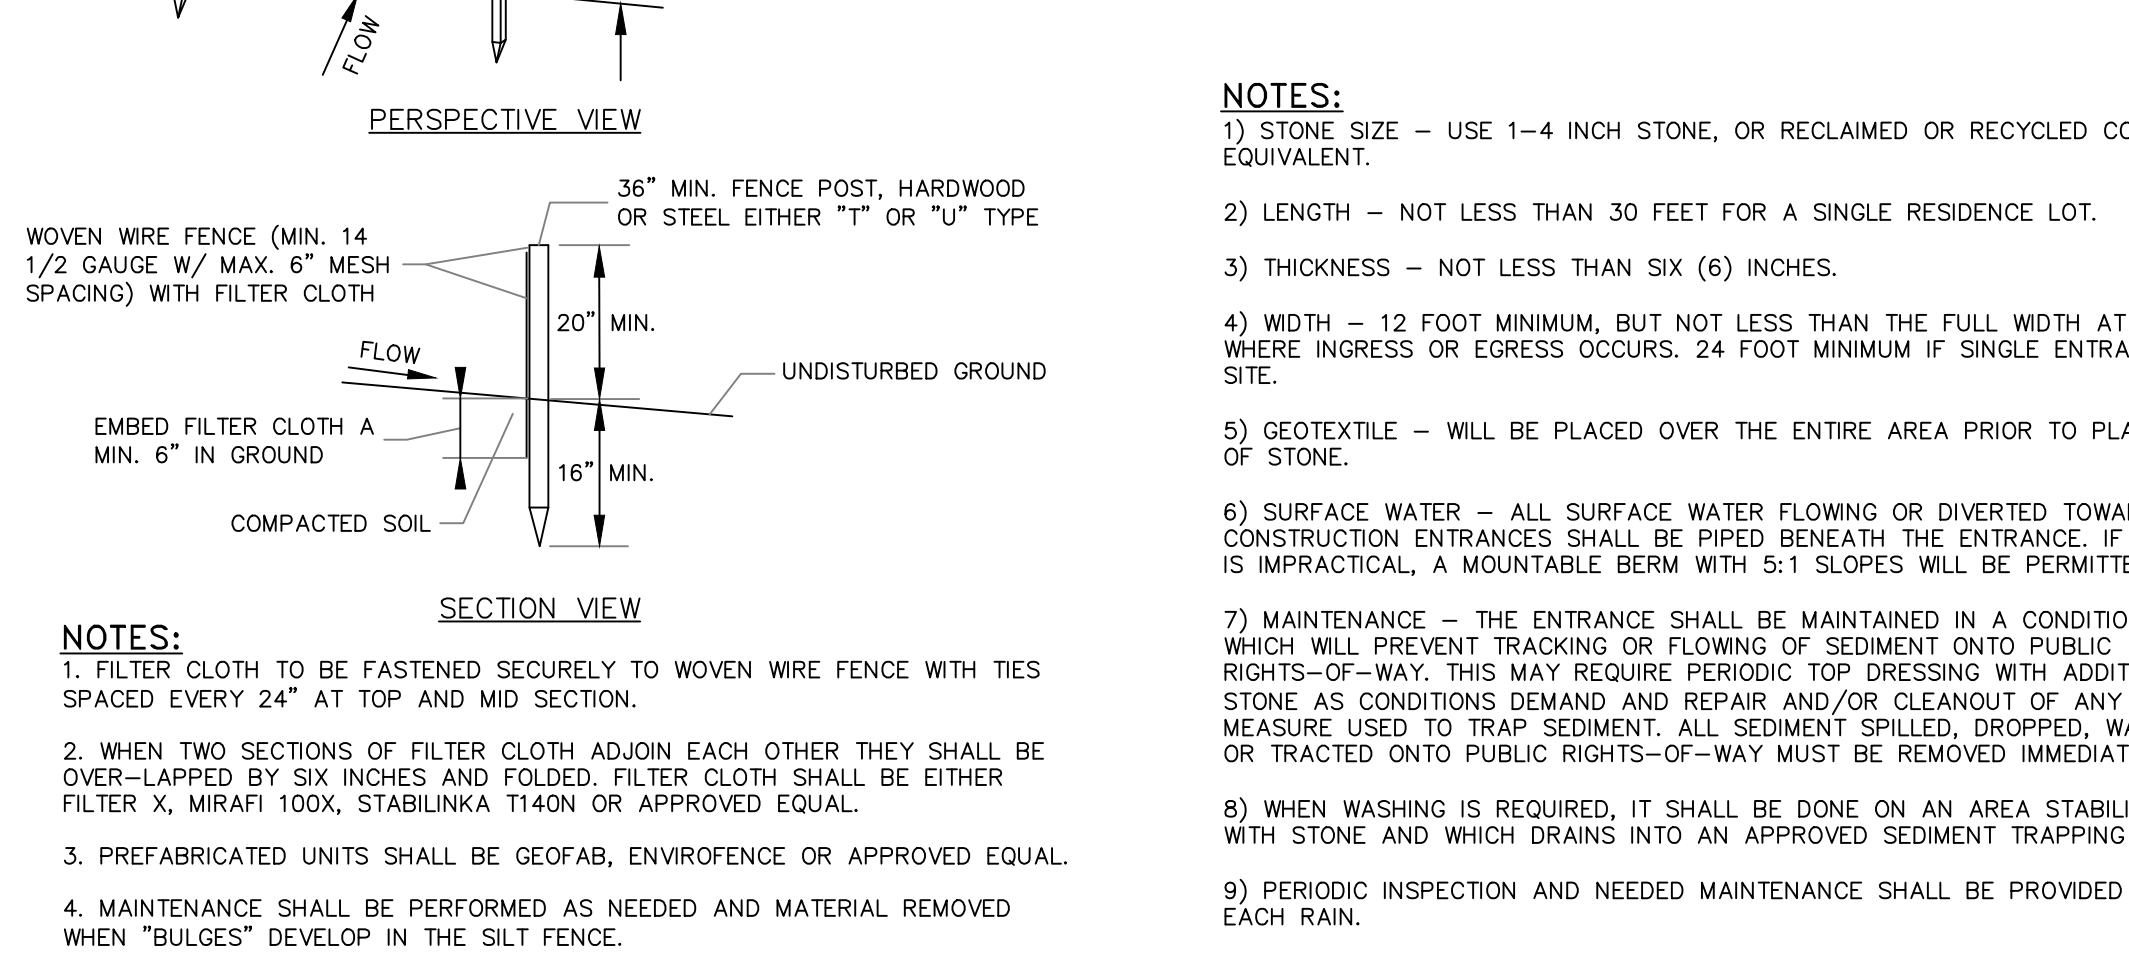 FLOW
PERSPECTIVE VIEW
36" MIN. FENCE POST, HARDWOOD
OR STEEL EITHER "T" OR "U" TYPE
WOVEN WIRE FENCE (MIN. 14
1/2 GAUGE W/ MAX. 6" MESH
SPACING) WITH FILTER CLOTH
20" MIN.
FLOW
UNDISTURBED GROUND
EMBED FILTER CLOTH A
MIN. 6" IN GROUND
16" MIN.
COMPACTED SOIL
SECTION VIEW
NOTES:
1. FILTER CLOTH TO BE FASTENED SECURELY TO WOVEN WIRE FENCE WITH TIES
SPACED EVERY 24" AT TOP AND MID SECTION.
2. WHEN TWO SECTIONS OF FILTER CLOTH ADJOIN EACH OTHER THEY SHALL BE
OVER-LAPPED BY SIX INCHES AND FOLDED. FILTER CLOTH SHALL BE EITHER
FILTER X, MIRAFI 100X, STABILINKA T140N OR APPROVED EQUAL.
3. PREFABRICATED UNITS SHALL BE GEOFAB, ENVIROFENCE OR APPROVED EQUAL.
4. MAINTENANCE SHALL BE PERFORMED AS NEEDED AND MATERIAL REMOVED
WHEN "BULGES" DEVELOP IN THE SILT FENCE.
NOTES:
1) STONE SIZE – USE 1–4 INCH STONE, OR RECLAIMED OR RECYCLED
EQUIVALENT.
2) LENGTH – NOT LESS THAN 30 FEET FOR A SINGLE RESIDENCE LOT.
3) THICKNESS – NOT LESS THAN SIX (6) INCHES.
4) WIDTH – 12 FOOT MINIMUM, BUT NOT LESS THAN THE FULL WIDTH AT
WHERE INGRESS OR EGRESS OCCURS. 24 FOOT MINIMUM IF SINGLE
SITE.
5) GEOTEXTILE – WILL BE PLACED OVER THE ENTIRE AREA PRIOR TO
OF STONE.
6) SURFACE WATER – ALL SURFACE WATER FLOWING OR DIVERTED
CONSTRUCTION ENTRANCES SHALL BE PIPED BENEATH THE ENTRANCE. IF
IS IMPRACTICAL, A MOUNTABLE BERM WITH 5:1 SLOPES WILL BE
7) MAINTENANCE – THE ENTRANCE SHALL BE MAINTAINED IN A
WHICH WILL PREVENT TRACKING OR FLOWING OF SEDIMENT ONTO PUBLIC
RIGHTS-OF-WAY. THIS MAY REQUIRE PERIODIC TOP DRESSING WITH
STONE AS CONDITIONS DEMAND AND REPAIR AND/OR CLEANOUT OF ANY
MEASURE USED TO TRAP SEDIMENT. ALL SEDIMENT SPILLED, DROPPED,
OR TRACTED ONTO PUBLIC RIGHTS-OF-WAY MUST BE REMOVED
8) WHEN WASHING IS REQUIRED, IT SHALL BE DONE ON AN AREA
WITH STONE AND WHICH DRAINS INTO AN APPROVED SEDIMENT TRAPPING
9) PERIODIC INSPECTION AND NEEDED MAINTENANCE SHALL BE PROVIDED
EACH RAIN.